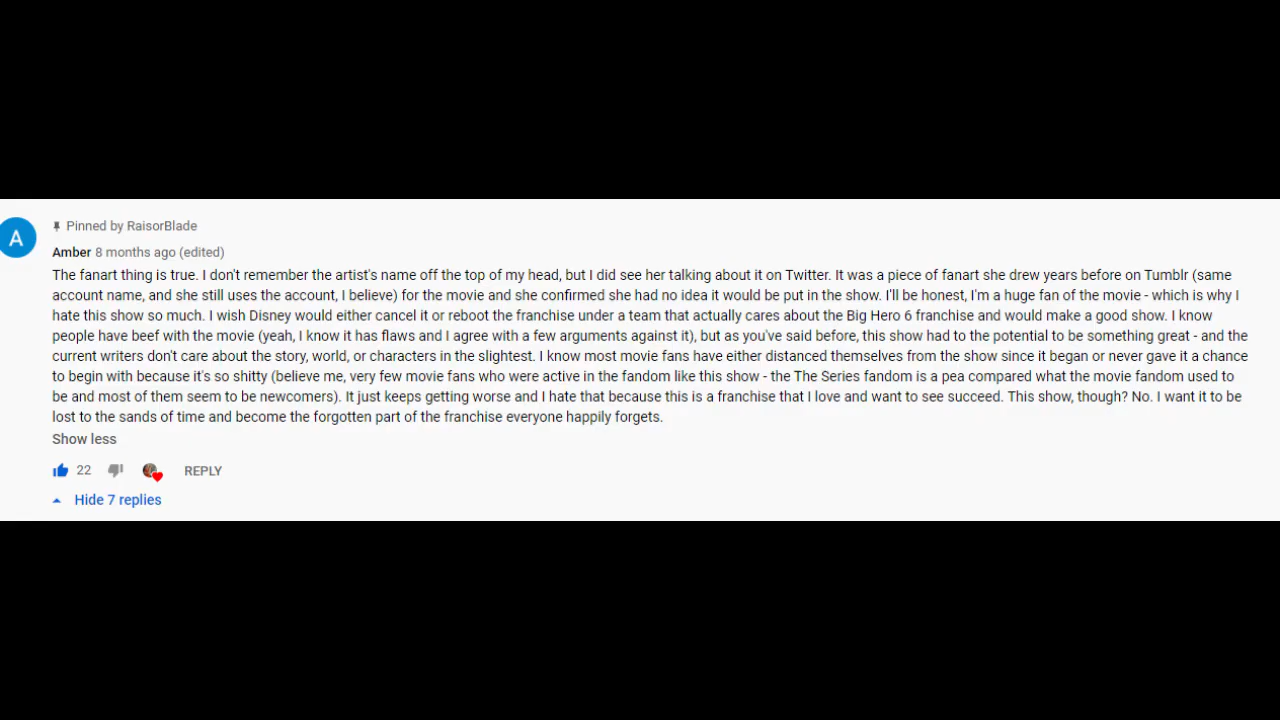 A
Pinned by RaisorBlade
Amber 8 months ago (edited)
The fanart thing is true. I don't remember the artist's name off the top of my head, but I did see her talking about it on Twitter. It was a piece of fanart she drew years before on Tumblr (same
account name, and she still uses the account, I believe) for the movie and she confirmed she had no idea it would be put in the show. I'll be honest, I'm a huge fan of the movie - which is why I
hate this show so much. I wish Disney would either cancel it or reboot the franchise under a team that actually cares about the Big Hero 6 franchise and would make a good show. I know
people have beef with the movie (yeah, I know it has flaws and I agree with a few arguments against it), but as you've said before, this show had to the potential to be something great - and the
current writers don't care about the story, world, or characters in the slightest. I know most movie fans have either distanced themselves from the show since it began or never gave it a chance
to begin with because it's so shitty (believe me, very few movie fans who were active in the fandom like this show - the The Series fandom is a pea compared what the movie fandom used to
be and most of them seem to be newcomers). It just keeps getting worse and I hate that because this is a franchise that I love and want to see succeed. This show, though? No. I want it to be
lost to the sands of time and become the forgotten part of the franchise everyone happily forgets.
Show less
22 REPLY
Hide 7 replies